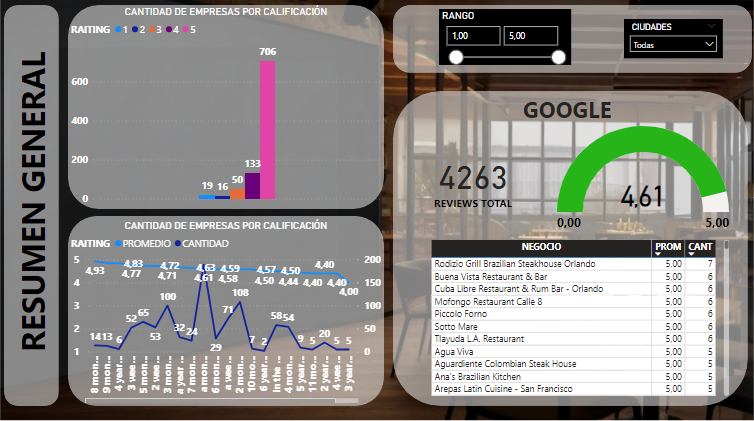 RESUMEN GENERAL
CANTIDAD DE EMPRESAS POR CALIFICACIÓN
RAITING 1 2 3 4 5
706
600
400
200
133
50
19 16
0
CANTIDAD DE EMPRESAS POR CALIFICACIÓN
RAITING PROMEDIO CANTIDAD
5 4,93 4,77 4,83 4,72 4,63 4,61 4,59 4,58 4,57 4,50 4,50 4,44 4,40 4,40 4,40 4,00 200
4 150
3 100
2 50
1 0
14 13 6 52 65 53 100 32 24 29 71 108 7 2 58 54 9 5 20 5 5
8 mon...
9 mon...
4 year...
3 wee...
5 mon...
2 wee...
3 mon...
a year...
7 mon...
a mon...
6 mon...
a wee...
2 mon...
10 mo...
6 year...
in the ...
4 mon...
5 year...
11 mo...
2 year...
4 wee...
3 year...
RANGO
1,00 5,00
CIUDADES
Todas
GOOGLE
4263
REVIEWS TOTAL
4,61
0,00 5,00
NEGOCIO PROM CANT
Rodizio Grill Brazilian Steakhouse Orlando 5,00 7
Buena Vista Restaurant & Bar 5,00 6
Cuba Libre Restaurant & Rum Bar - Orlando 5,00 6
Mofongo Restaurant Calle 8 5,00 6
Piccolo Forno 5,00 6
Sotto Mare 5,00 6
Tlayuda L.A. Restaurant 5,00 6
Agua Viva 5,00 5
Aguardiente Colombian Steak House 5,00 5
Ana's Brazilian Kitchen 5,00 5
Arepas Latin Cuisine - San Francisco 5,00 5